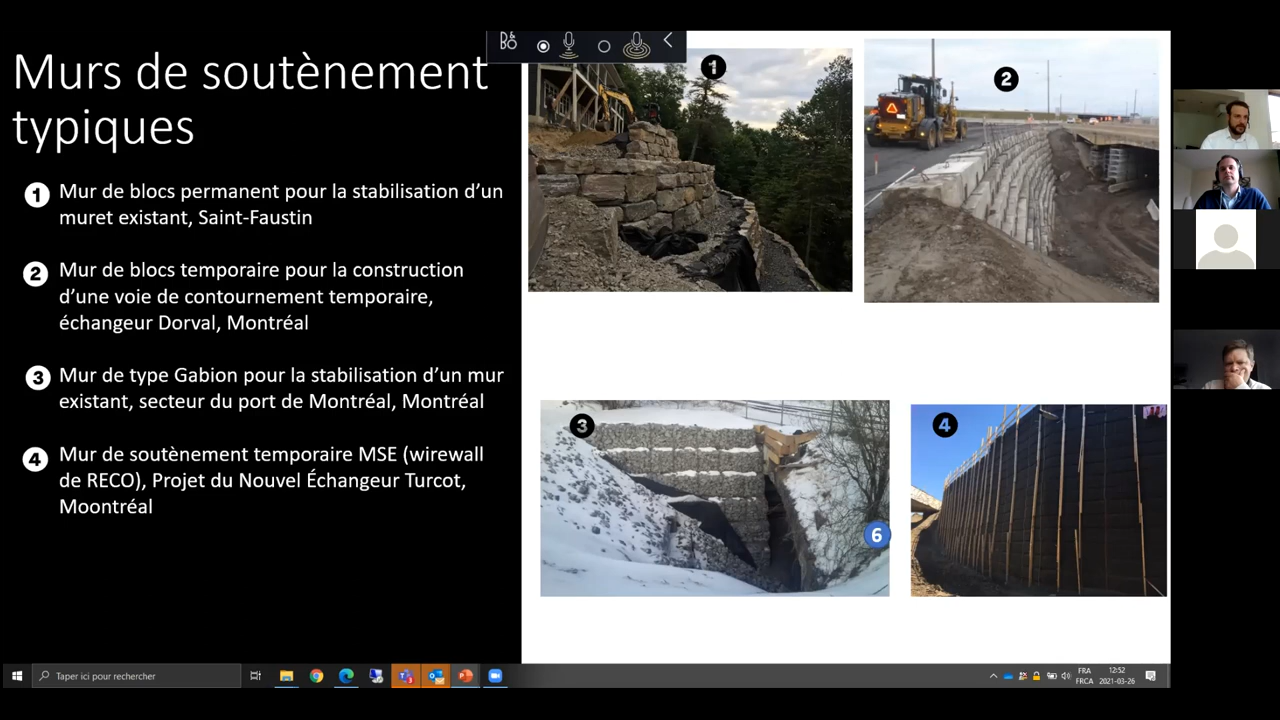 Murs de soutènement
typiques
1 Mur de blocs permanent pour la stabilisation d’un
muret existant, Saint-Faustin
2 Mur de blocs temporaire pour la construction
d’une voie de contournement temporaire,
échangeur Dorval, Montréal
3 Mur de type Gabion pour la stabilisation d’un mur
existant, secteur du port de Montréal, Montréal
4 Mur de soutènement temporaire MSE (wirewall
de RECO), Projet du Nouvel Échangeur Turcot,
Moontréal
1
2
3
4
6
Taper ici pour rechercher
FRA
FRCA
12:52
2021-03-26